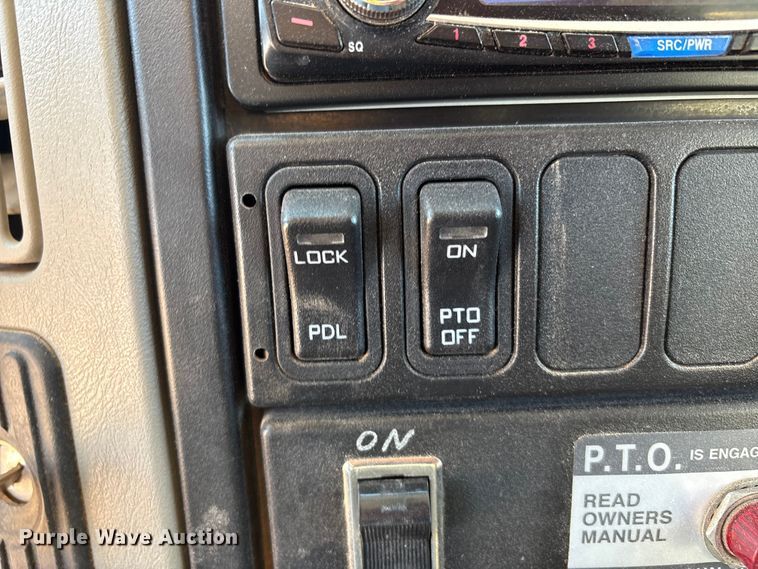 SQ
1 2 3 SRC/PWR
LOCK
PDL
ON
PTO
OFF
ON
P.T.O. IS ENGAG
READ
OWNERS
MANUAL
Purple Wave Auction